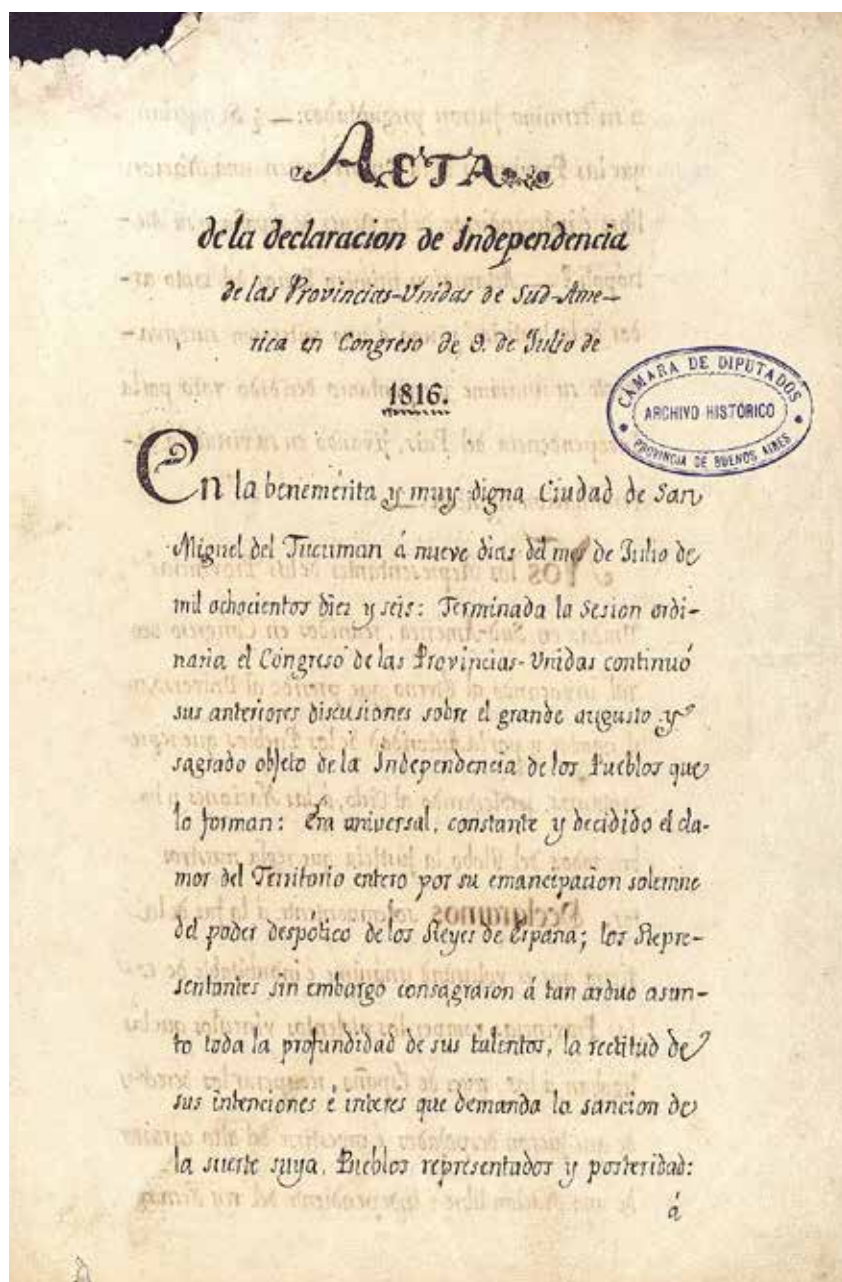 ACTA
de la declaracion de Independencia
de las Provincias-Unidas de Sud-Ame-
rica en Congreso de 9. de Julio de
1816.
CÁMARA DE DIPUTADOS
ARCHIVO HISTÓRICO
PROVINCIA DE BUENOS AIRES
En la benemérita y muy digna Ciudad de San
Miguel del Tucuman á nueve dias del mes de Julio de
mil ochocientos diez y seis: Terminada la Sesion ordi-
naria el Congreso de las Provincias-Unidas continuó
sus anteriores discusiones sobre el grande augusto y
sagrado objeto de la Independencia de los Pueblos que
lo forman: Era universal, constante y decidido el cla-
mor del Territorio entero por su emancipacion solemne
del poder despótico de los Reyes de España; los Repre-
sentantes sin embargo consagraron á tan arduo asun-
to toda la profundidad de sus talentos, la rectitud de
sus intenciones é interes que demanda la sancion de
la suerte suya, Pueblos representados y posteridad:
á